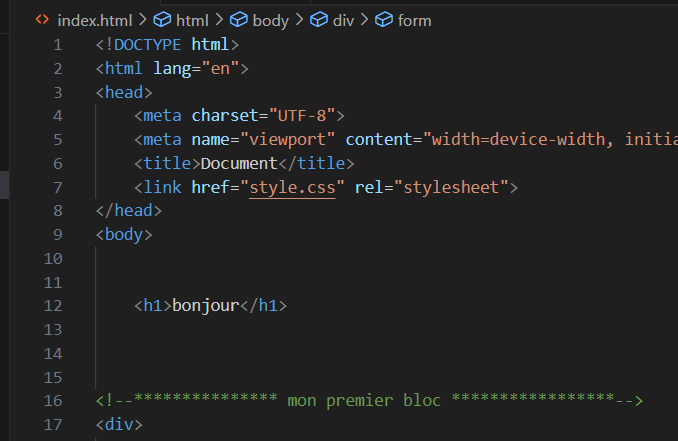 index.html > html > body > div > form
1 <!DOCTYPE html>
2 <html lang="en">
3 <head>
4 <meta charset="UTF-8">
5 <meta name="viewport" content="width=device-width, initia
6 <title>Document</title>
7 <link href="style.css" rel="stylesheet">
8 </head>
9 <body>
10
11
12 <h1>bonjour</h1>
13
14
15
16 <!--*************** mon premier bloc *****************-->
17 <div>